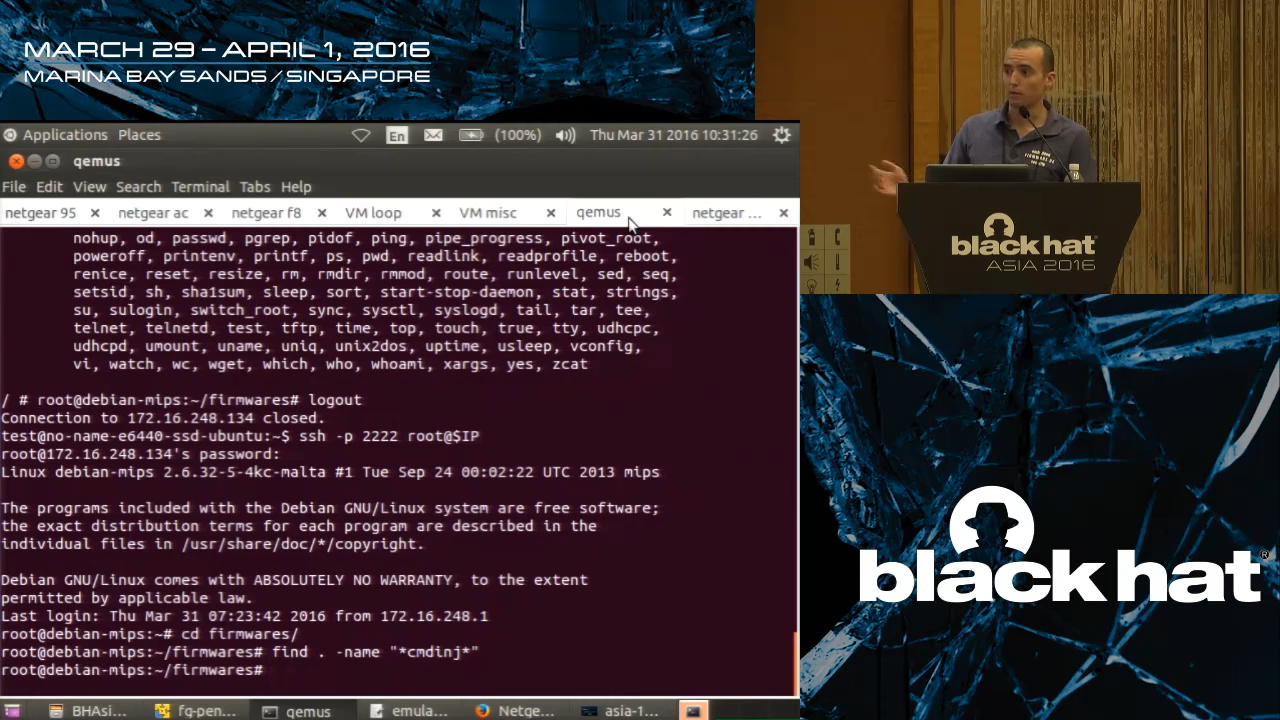 MARCH 29 – APRIL 1, 2016
MARINA BAY SANDS / SINGAPORE
Applications Places En (100%) Thu Mar 31 2016 10:31:26
qemus
File Edit View Search Terminal Tabs Help
netgear 95 × netgear ac × netgear f8 × VM loop × VM misc × qemus × netgear ... ×
nohup, od, passwd, pgrep, pidof, ping, pipe_progress, pivot_root,
poweroff, printenv, printf, ps, pwd, readlink, readprofile, reboot,
renice, reset, resize, rm, rmdir, rmmod, route, runlevel, sed, seq,
setsid, sh, sha1sum, sleep, sort, start-stop-daemon, stat, strings,
su, sulogin, switch_root, sync, sysctl, syslogd, tail, tar, tee,
telnet, telnetd, test, tftp, time, top, touch, true, tty, udhcpc,
udhcpd, umount, uname, uniq, unix2dos, uptime, usleep, vconfig,
vi, watch, wc, wget, which, who, whoami, xargs, yes, zcat
/ # root@debian-mips:~/firmwares# logout
Connection to 172.16.248.134 closed.
test@no-name-e6440-ssd-ubuntu:~$ ssh -p 2222 root@$IP
root@172.16.248.134's password:
Linux debian-mips 2.6.32-5-4kc-malta #1 Tue Sep 24 00:02:22 UTC 2013 mips
The programs included with the Debian GNU/Linux system are free software;
the exact distribution terms for each program are described in the
individual files in /usr/share/doc/*/copyright.
Debian GNU/Linux comes with ABSOLUTELY NO WARRANTY, to the extent
permitted by applicable law.
Last login: Thu Mar 31 07:23:42 2016 from 172.16.248.1
root@debian-mips:~# cd firmwares/
root@debian-mips:~/firmwares# find . -name "*cmdinj*"
root@debian-mips:~/firmwares#
BHAsi... fq-pen... qemus emula... Netge... asia-1...
black hat
ASIA 2016
black hat®